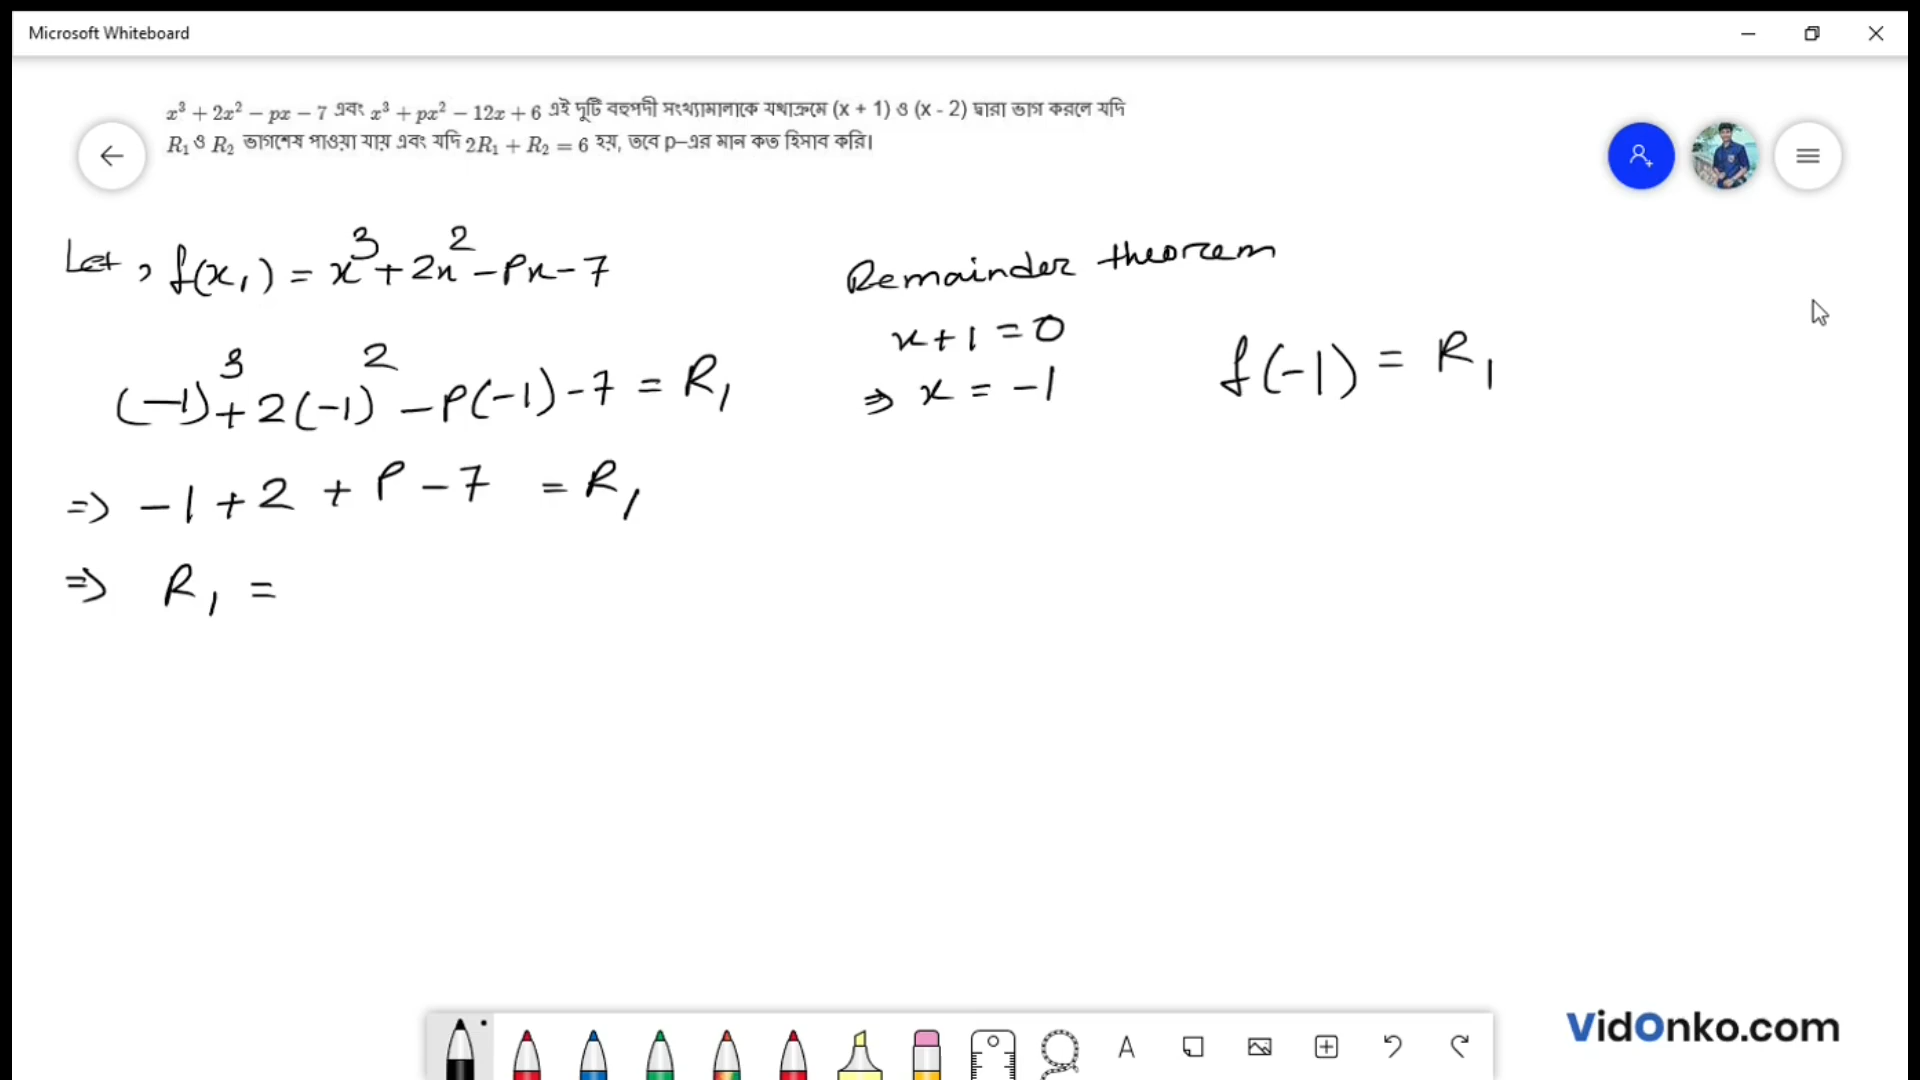 Microsoft Whiteboard
x³ + 2x² − px − 7 এবং x³ + px² − 12x + 6 এই দুটি বহুপদী সংখ্যামালাকে যথাক্রমে (x + 1) ও (x - 2) দ্বারা ভাগ করলে যদি
R₁ ও R₂ ভাগশেষ পাওয়া যায় এবং যদি 2R₁ + R₂ = 6 হয়, তবে p–এর মান কত হিসাব করি।
Let, f(x₁) = x³ + 2x² − Px − 7
Remainder theorem
x + 1 = 0
(−1)³ + 2(−1)² − P(−1) − 7 = R₁
⇒ x = −1
f(−1) = R₁
⇒ −1 + 2 + P − 7 = R₁
⇒ R₁ =
A
VidOnko.com